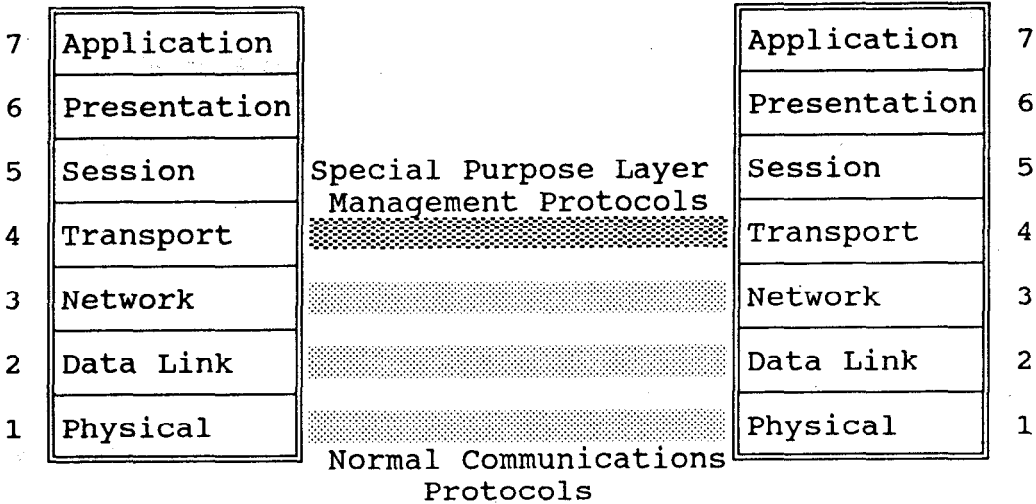 7 Application Application 7
6 Presentation Presentation 6
5 Session Special Purpose Layer Session 5
Management Protocols
4 Transport Transport 4
3 Network Network 3
2 Data Link Data Link 2
1 Physical Physical 1
Normal Communications
Protocols